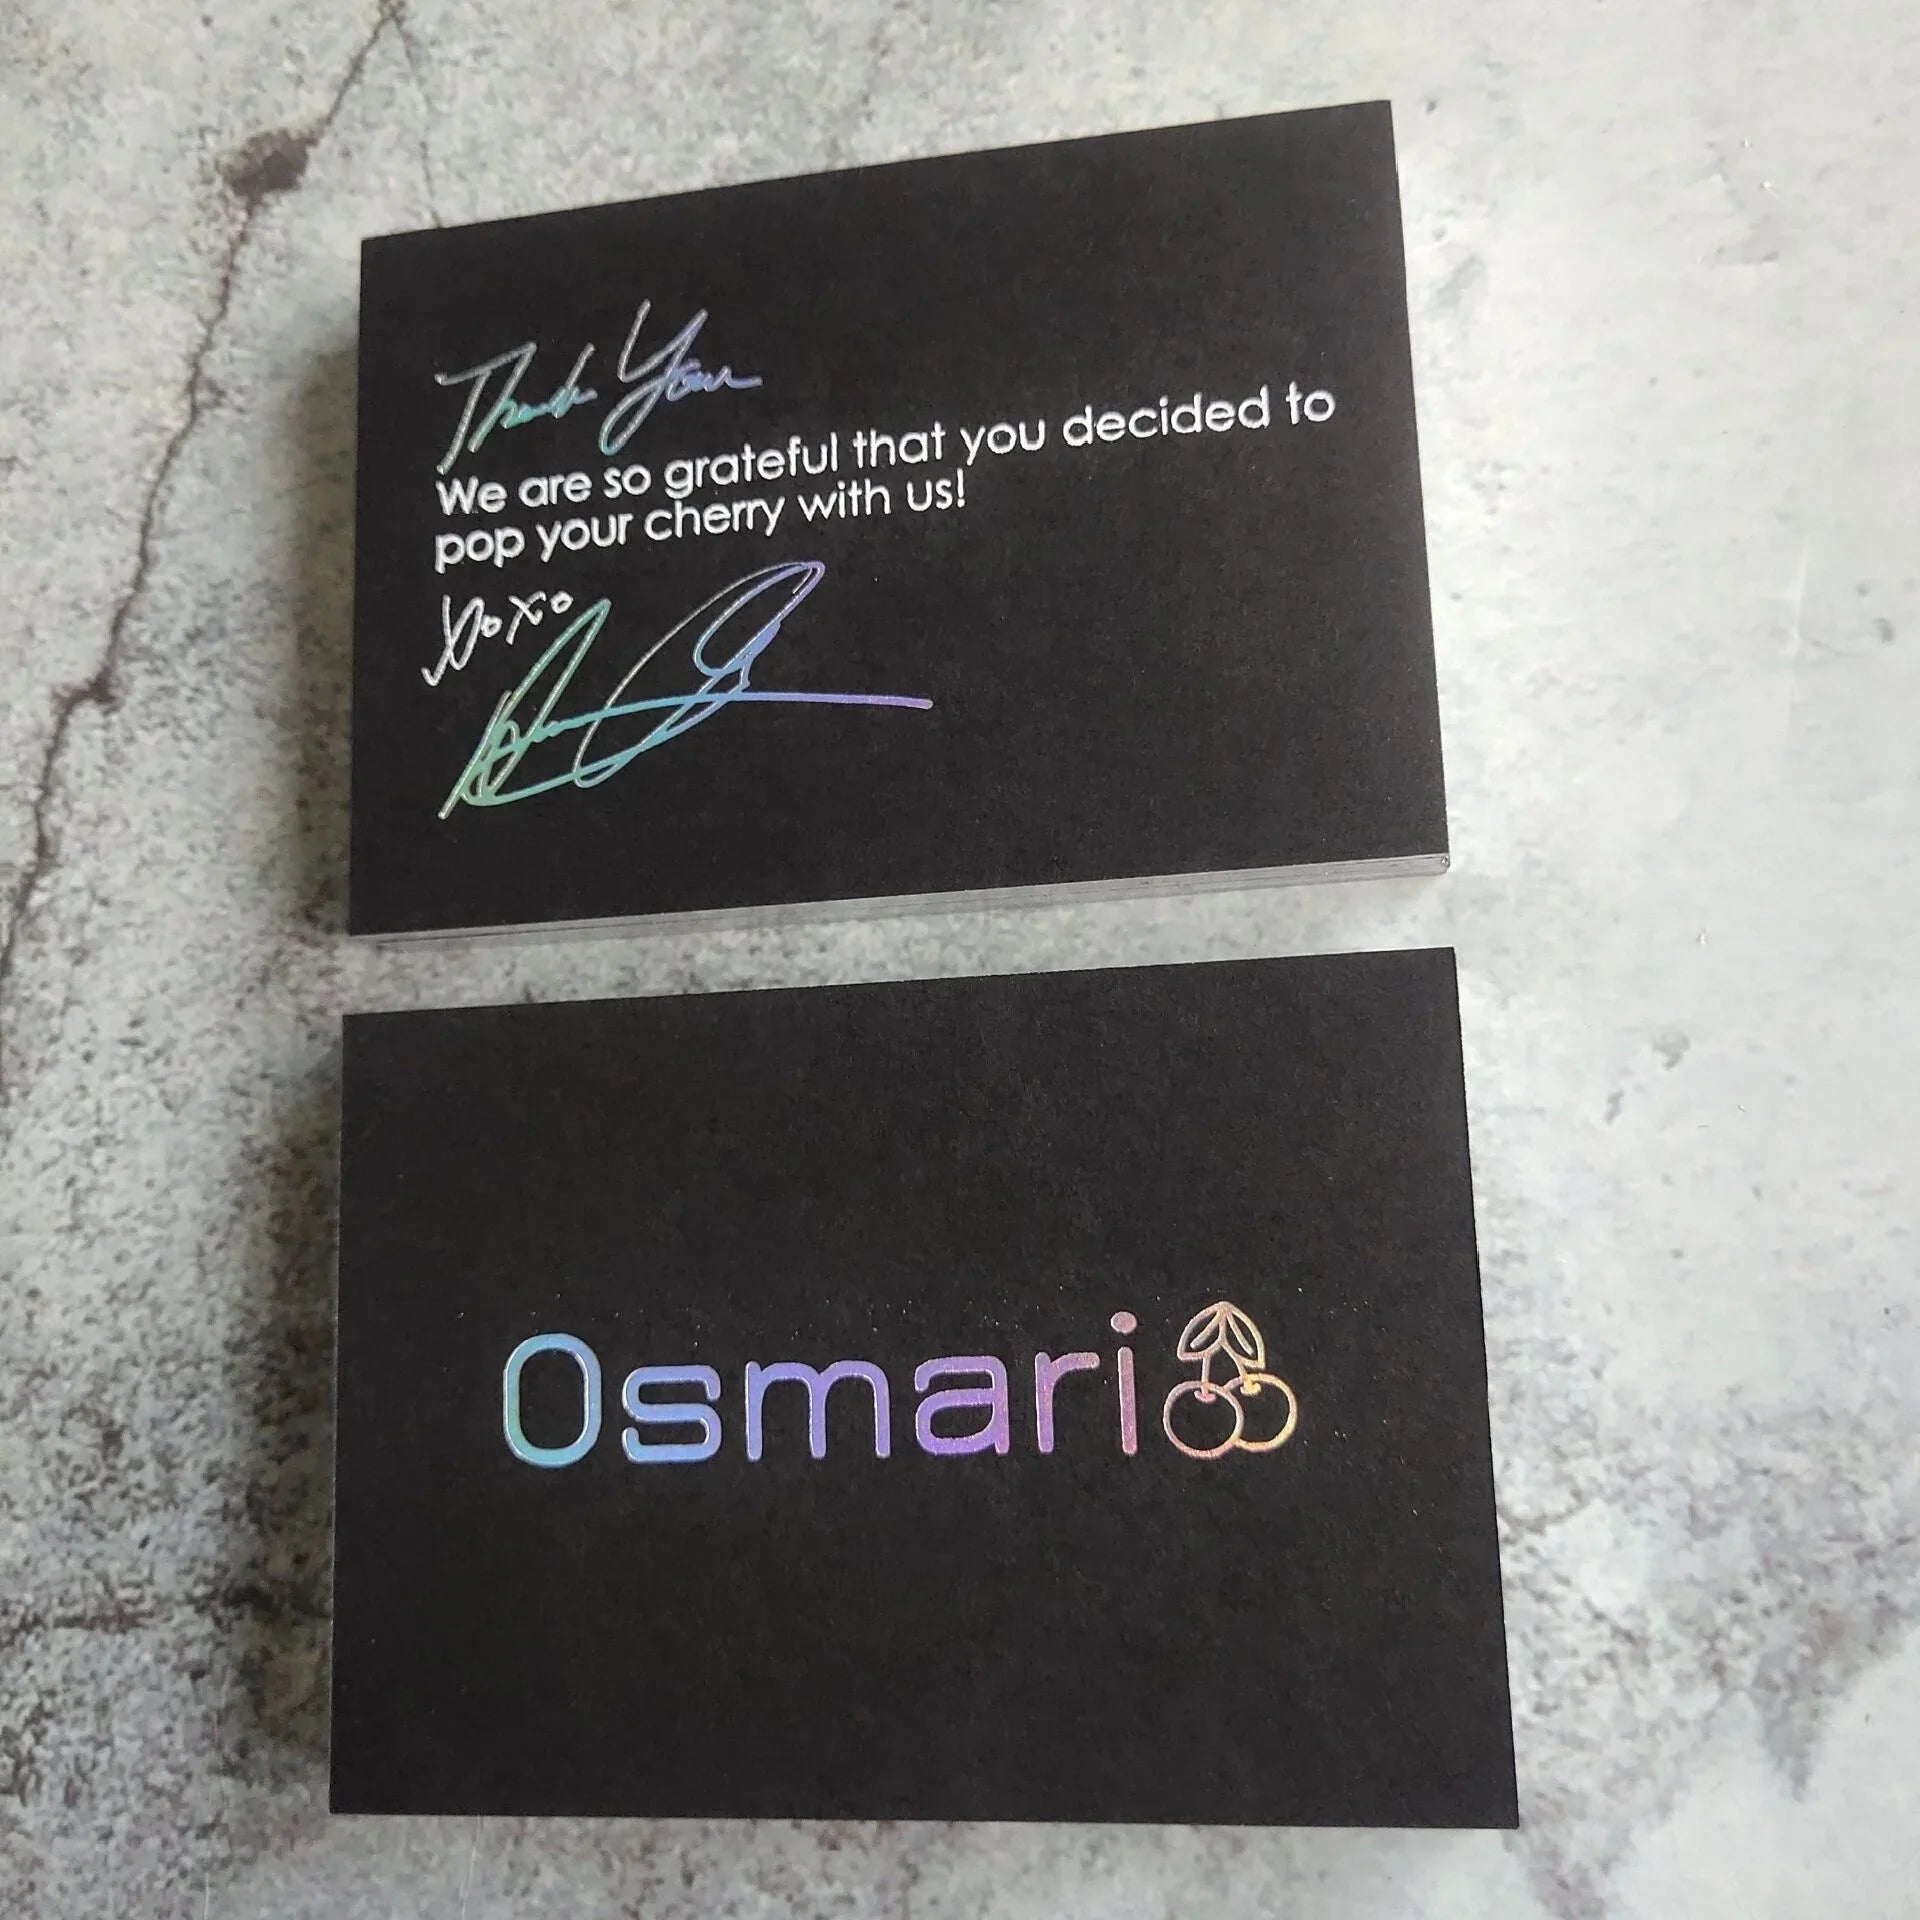 Thank You
We are so grateful that you decided to
pop your cherry with us!
xoxo
Osmari